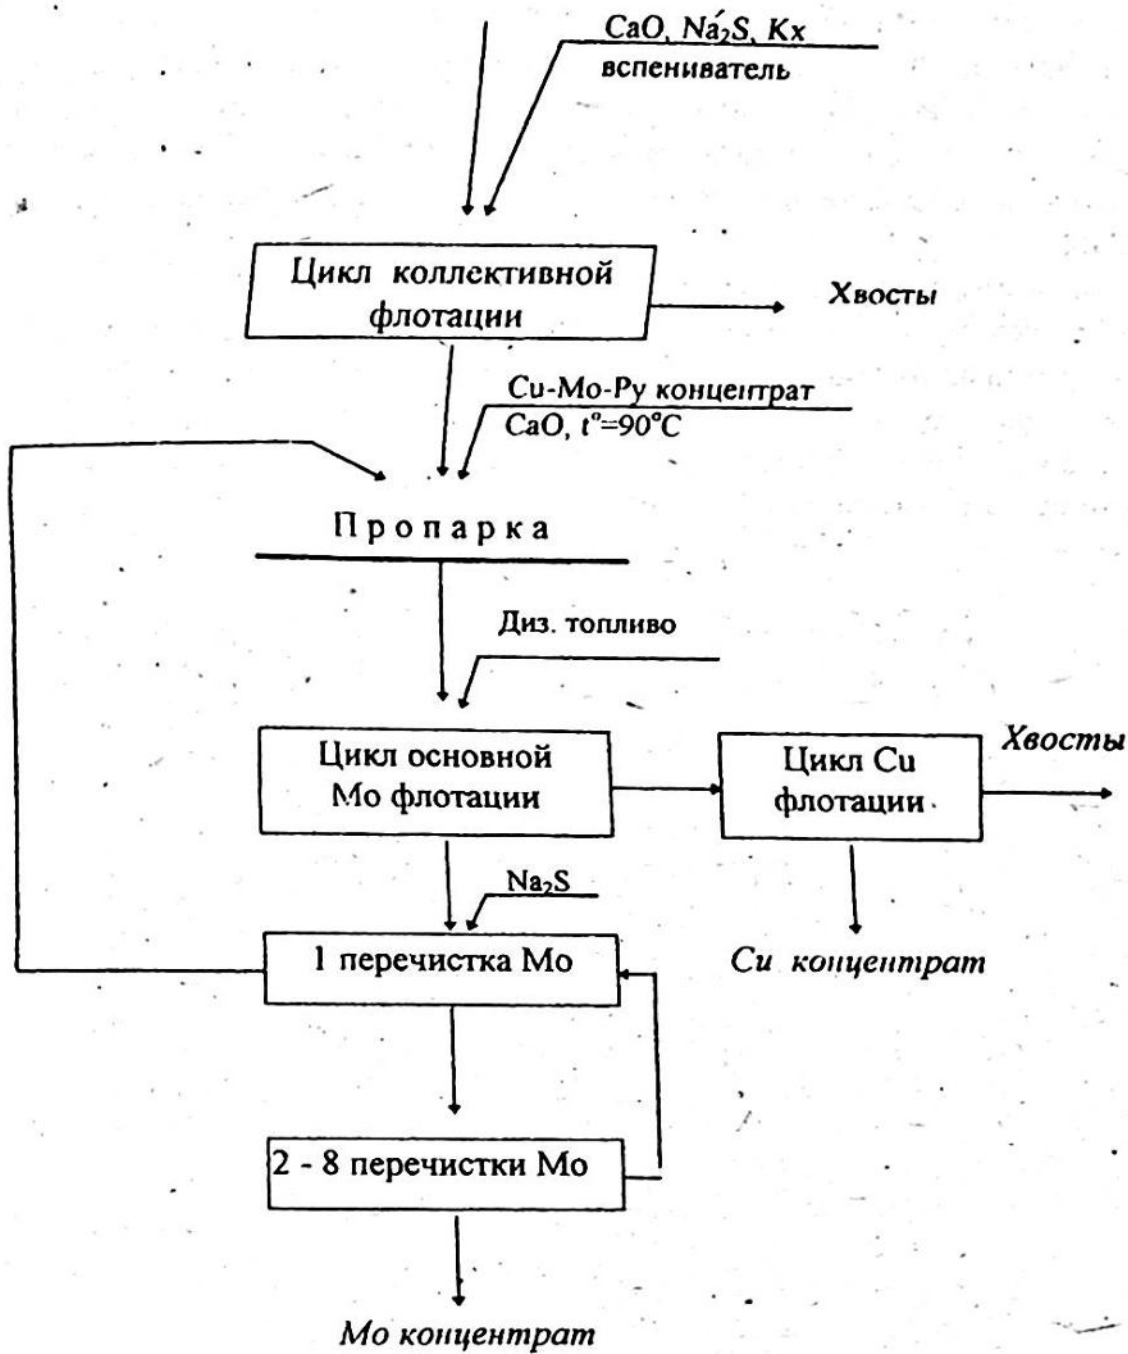 CaO, Na₂S, Kx
вспениватель
Цикл коллективной
флотации
Хвосты
Cu-Mo-Py концентрат
CaO, t°=90°C
Пропарка
Диз. топливо
Цикл основной
Mo флотации
Цикл Cu
флотации
Хвосты
Na₂S
1 перечистка Mo
Cu концентрат
2 - 8 перечистки Mo
Mo концентрат